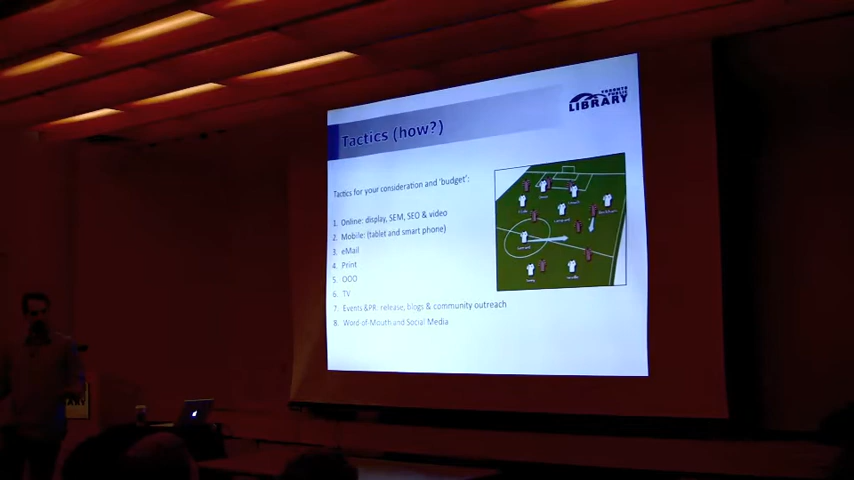 TORONTO
PUBLIC
LIBRARY
Tactics (how?)
Tactics for your consideration and 'budget':
1. Online: display, SEM, SEO & video
2. Mobile: (tablet and smart phone)
3. eMail
4. Print
5. OOO
6. TV
7. Events &PR: release, blogs & community outreach
8. Word-of-Mouth and Social Media